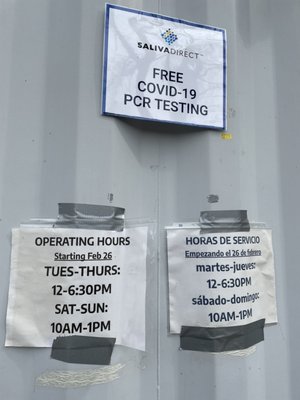 SALIVADIRECT
FREE
COVID-19
PCR TESTING
OPERATING HOURS
Starting Feb 26
TUES-THURS:
12-6:30PM
SAT-SUN:
10AM-1PM
HORAS DE SERVICIO
Empezando el 26 de febrero
martes-jueves:
12-6:30PM
sábado-domingo:
10AM-1PM